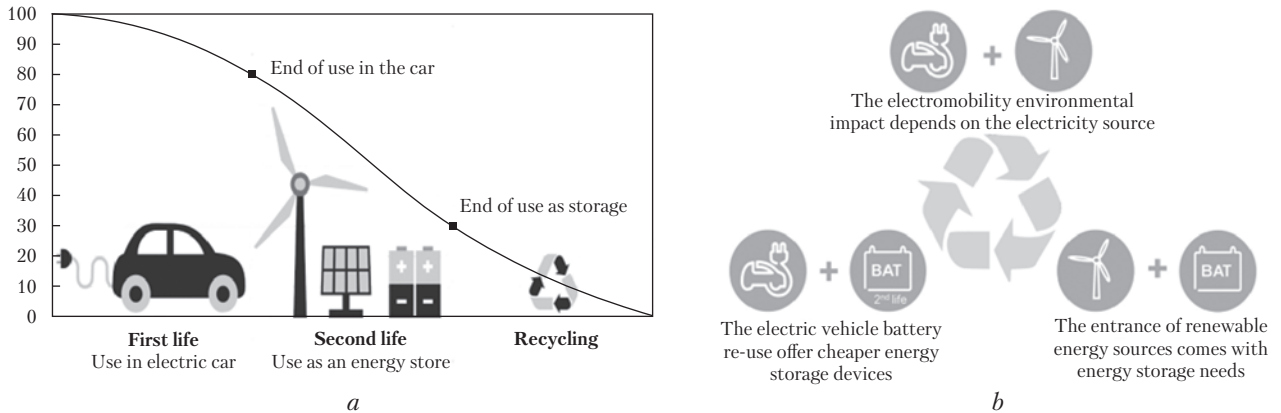 100
90
80
70
60
50
40
30
20
10
0
End of use in the car
End of use as storage
First life
Use in electric car
Second life
Use as an energy store
Recycling
a
The electromobility environmental
impact depends on the electricity source
BAT
2nd life
BAT
The electric vehicle battery
re-use offer cheaper energy
storage devices
The entrance of renewable
energy sources comes with
energy storage needs
b